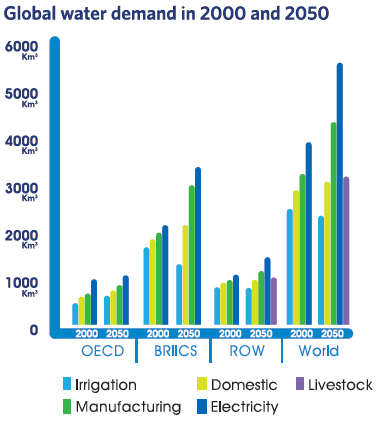 Global water demand in 2000 and 2050
6000
Km³
5000
Km³
4000
Km³
3000
Km³
2000
Km³
1000
Km³
0
2000 2050 2000 2050 2000 2050 2000 2050
OECD BRIICS ROW World
Irrigation Domestic Livestock
Manufacturing Electricity